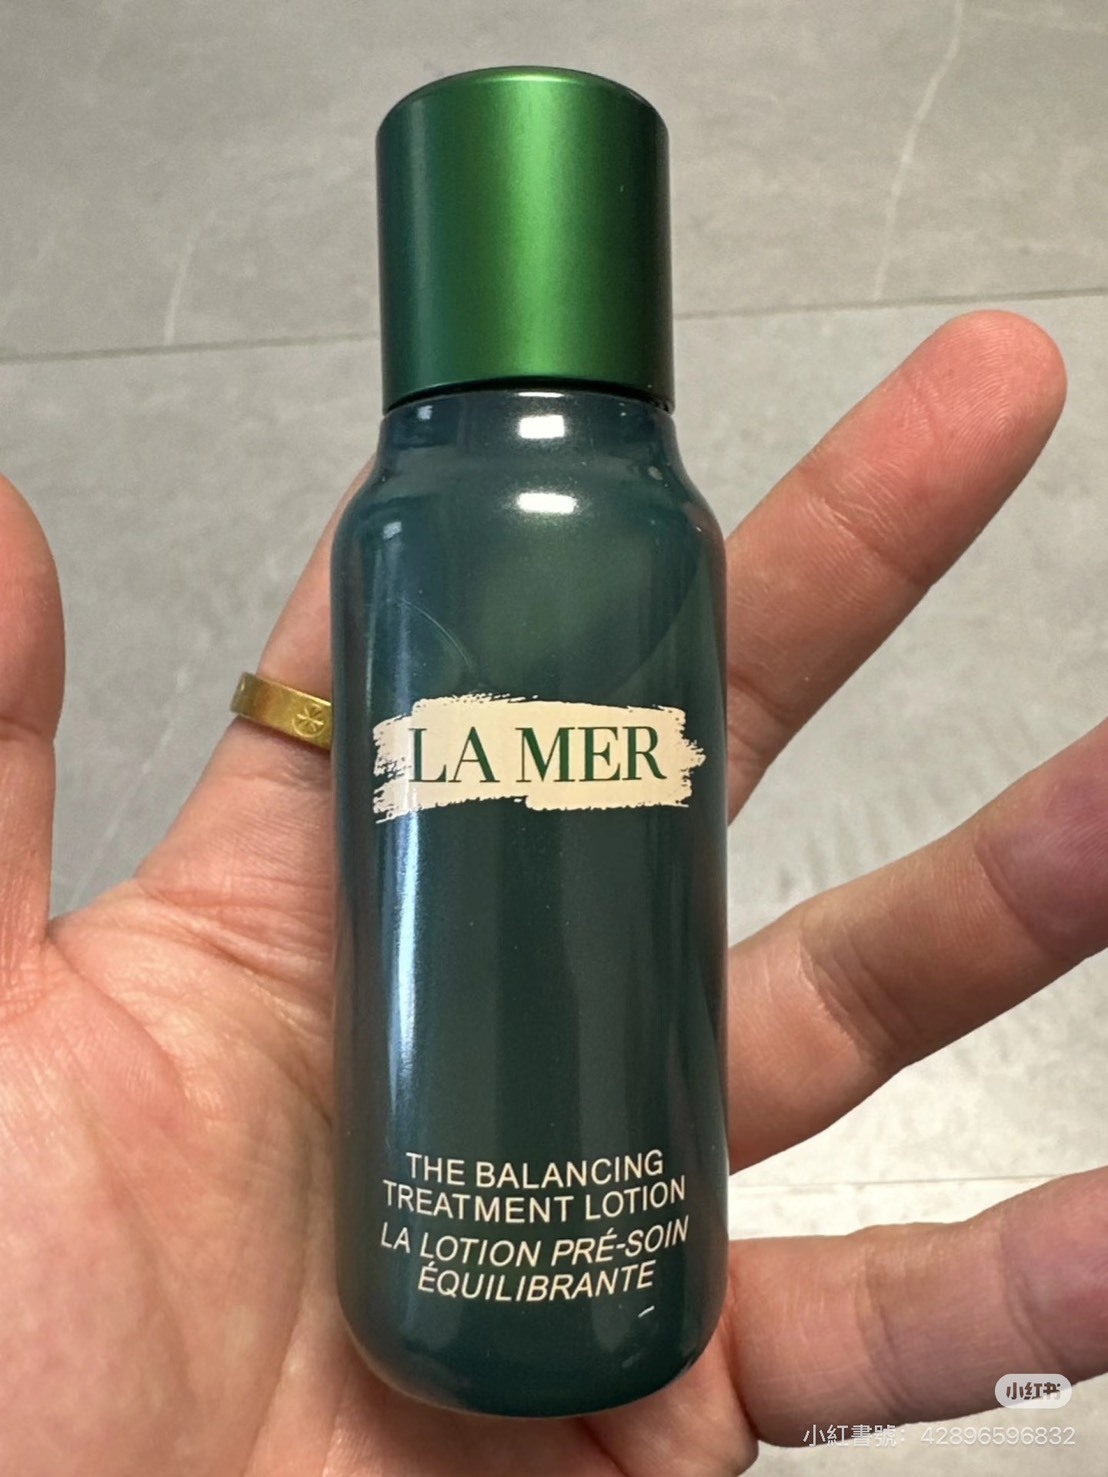 LA MER
THE BALANCING
TREATMENT LOTION
LA LOTION PRÉ-SOIN
ÉQUILIBRANTE
小红书
小紅書號：42896596832